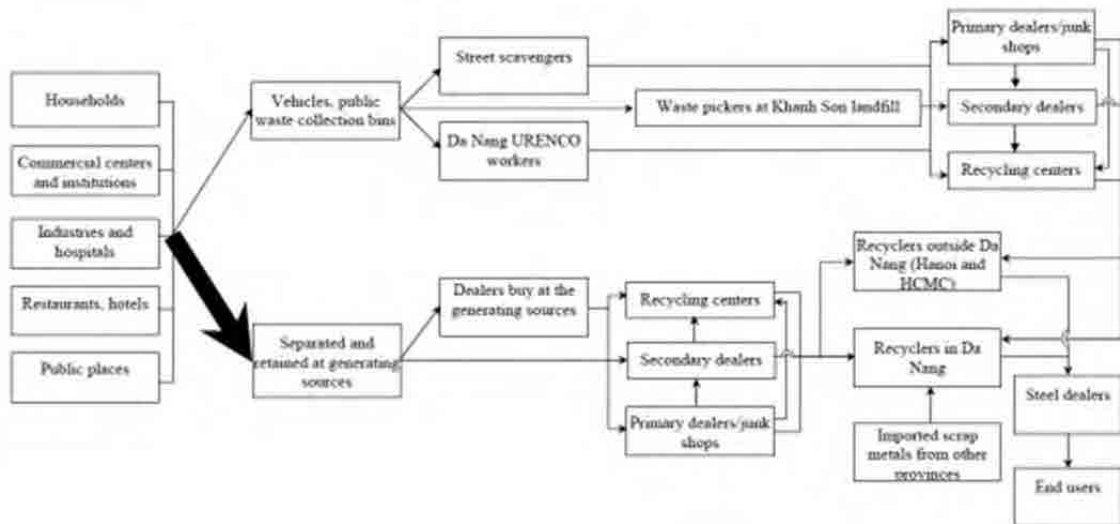 Households
Commercial centers
and institutions
Industries and
hospitals
Restaurants, hotels
Public places
Vehicles, public
waste collection bins
Separated and
retained at generating
sources
Street scavengers
Da Nang URENCO
workers
Waste pickers at Khanh Son landfill
Primary dealers/junk
shops
Secondary dealers
Recycling centers
Dealers buy at the
generating sources
Recycling centers
Secondary dealers
Primary dealers/junk
shops
Recyclers outside Da
Nang (Hanoi and
HCMC)
Recyclers in Da
Nang
Imported scrap
metals from other
provinces
Steel dealers
End users